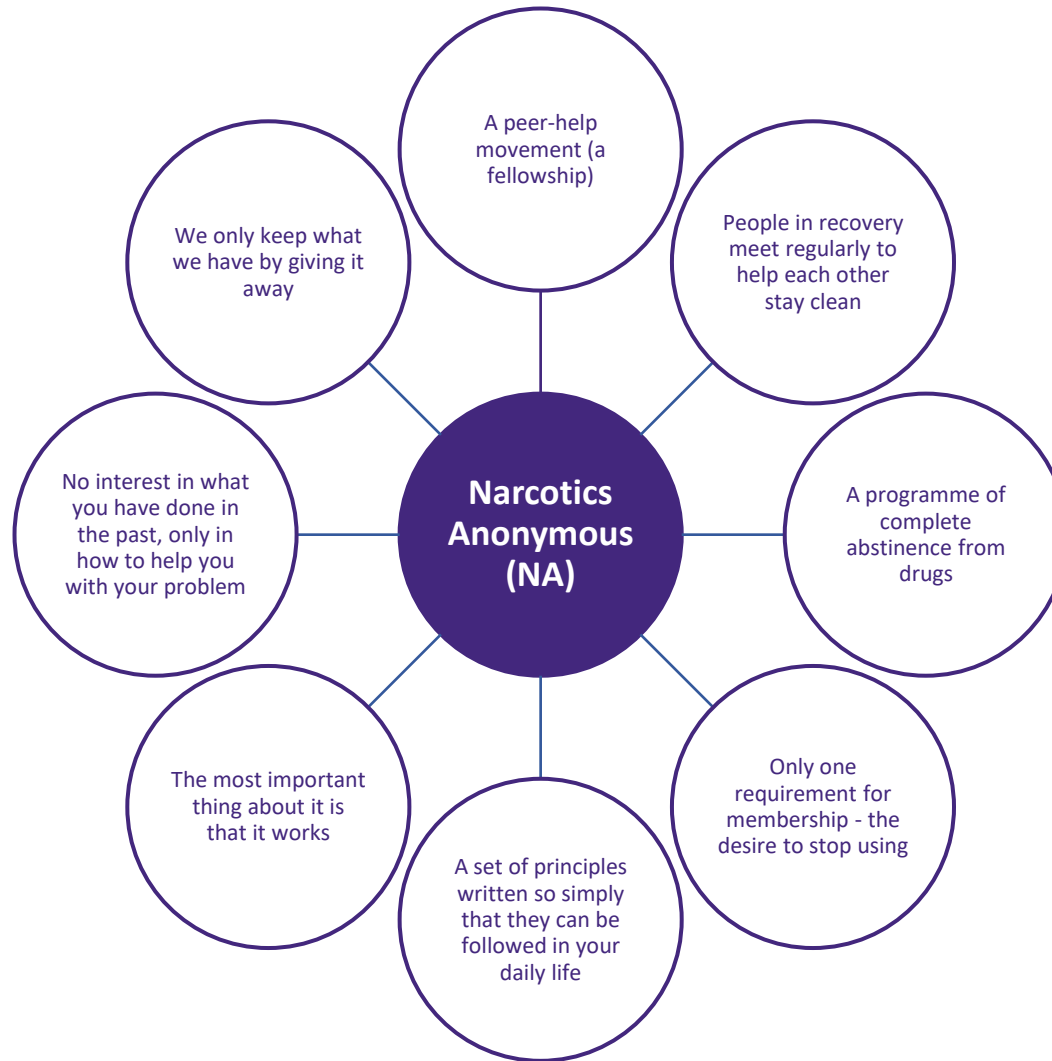 A peer-help
movement (a
fellowship)
People in recovery
meet regularly to
help each other
stay clean
A programme of
complete
abstinence from
drugs
Only one
requirement for
membership - the
desire to stop using
A set of principles
written so simply
that they can be
followed in your
daily life
The most important
thing about it is
that it works
No interest in what
you have done in
the past, only in
how to help you
with your problem
We only keep what
we have by giving it
away
Narcotics
Anonymous
(NA)